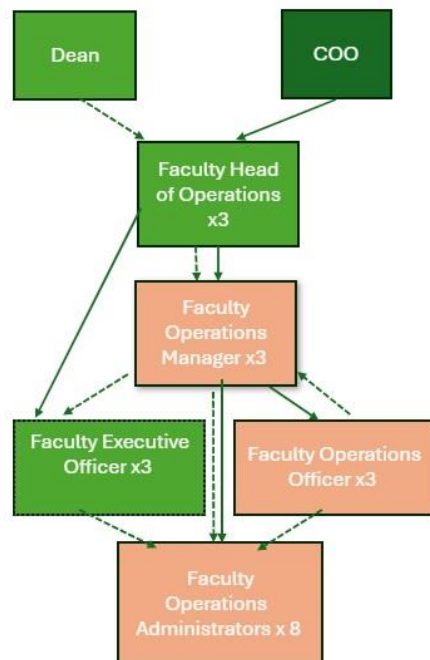 Dean
COO
Faculty Head
of Operations
x3
Faculty
Operations
Manager x3
Faculty Executive
Officer x3
Faculty Operations
Officer x3
Faculty
Operations
Administrators x 8